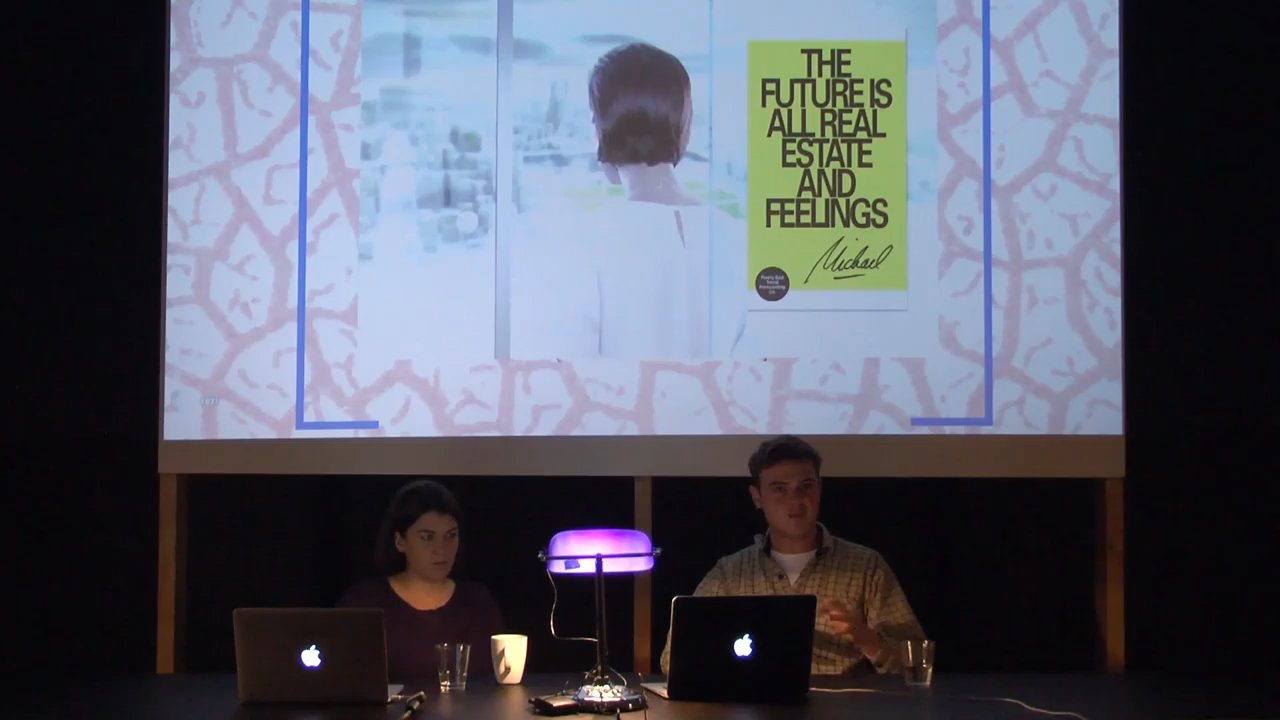 THE
FUTURE IS
ALL REAL
ESTATE
AND
FEELINGS
Michael